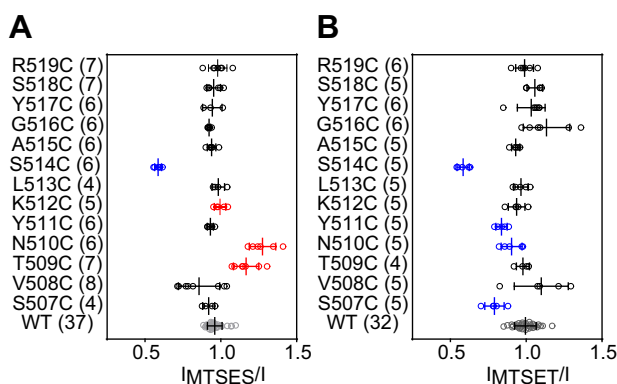 A
R519C (7)
S518C (7)
Y517C (6)
G516C (6)
A515C (6)
S514C (6)
L513C (4)
K512C (5)
Y511C (6)
N510C (6)
T509C (7)
V508C (8)
S507C (4)
WT (37)
0.5 1.0 1.5
IMTSES/I
B
R519C (6)
S518C (5)
Y517C (6)
G516C (6)
A515C (5)
S514C (5)
L513C (5)
K512C (5)
Y511C (5)
N510C (5)
T509C (4)
V508C (5)
S507C (5)
WT (32)
0.5 1.0 1.5
IMTSET/I